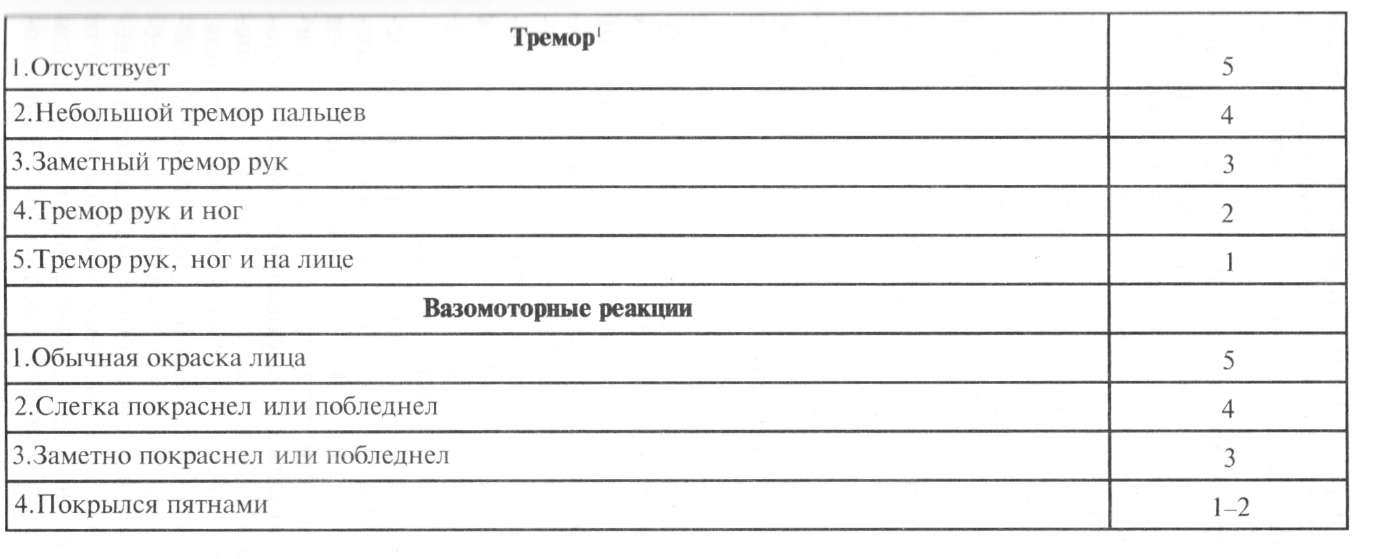 Тремор¹
1.Отсутствует 5
2.Небольшой тремор пальцев 4
3.Заметный тремор рук 3
4.Тремор рук и ног 2
5.Тремор рук, ног и на лице 1
Вазомоторные реакции
1.Обычная окраска лица 5
2.Слегка покраснел или побледнел 4
3.Заметно покраснел или побледнел 3
4.Покрылся пятнами 1–2